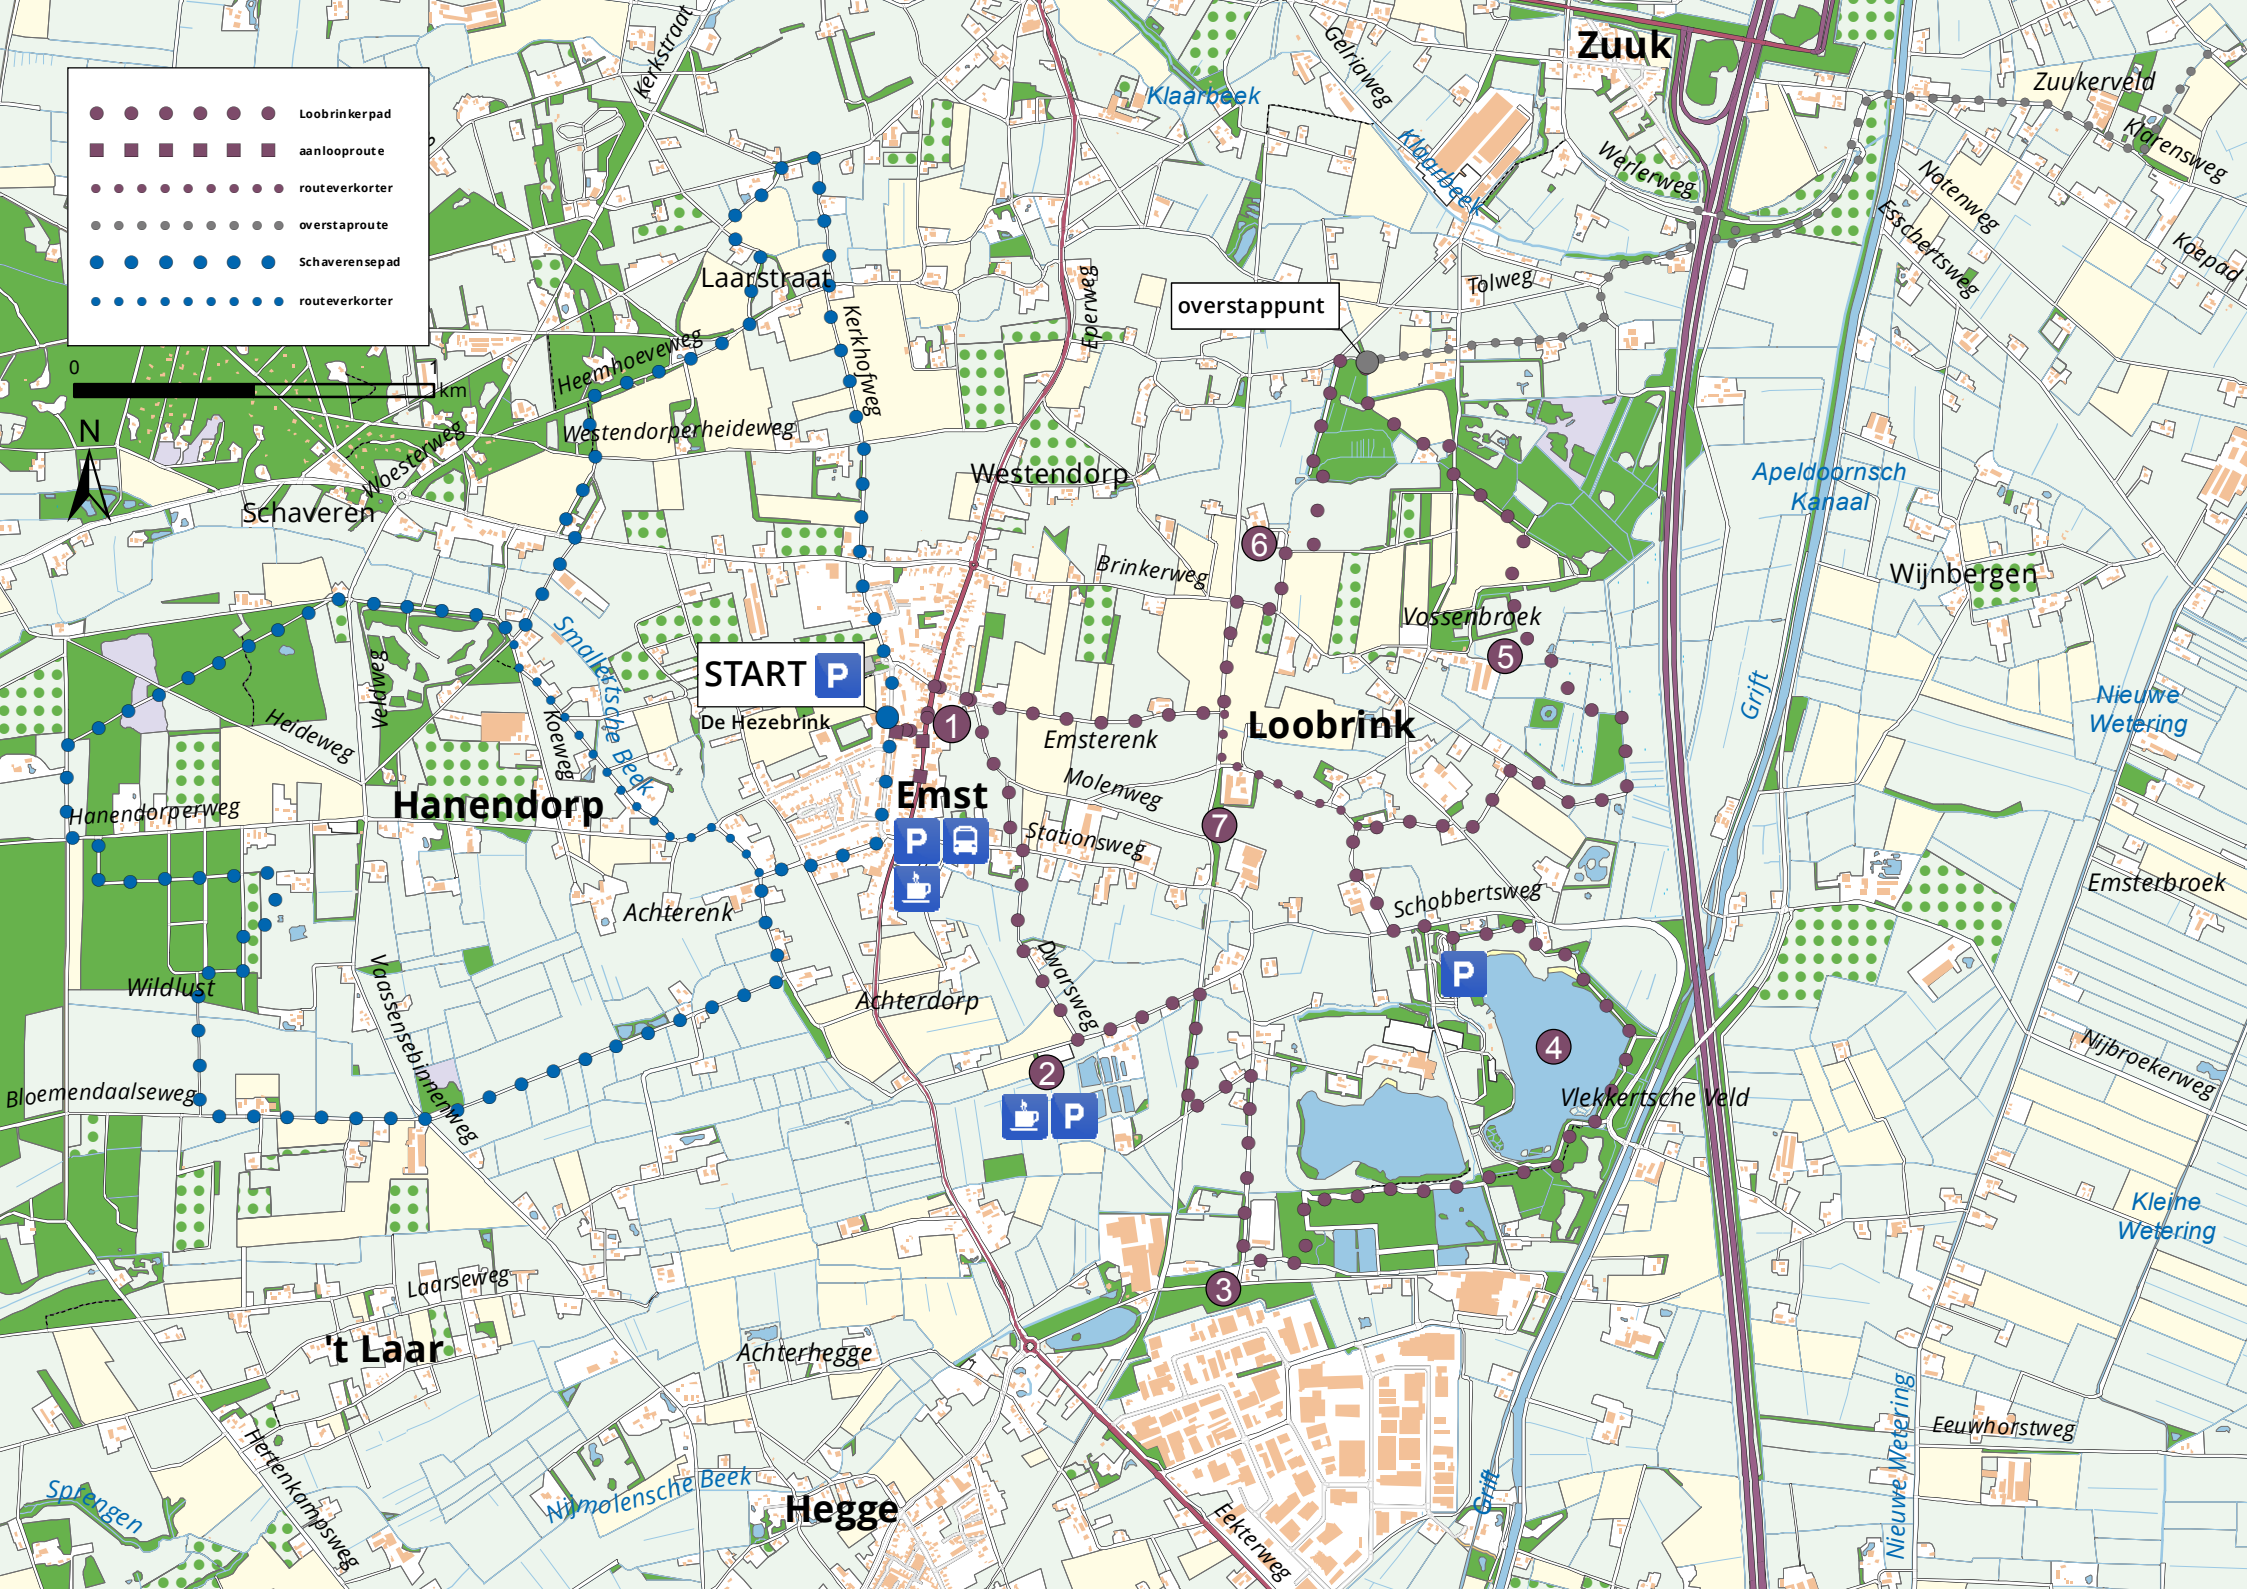 Loobrinkerpad
aanlooproute
routeverkorter
overstaproute
Schaverensepad
routeverkorter
0
1
km
N
Kerkstraat
Klaarbeek
Gelriaweg
Zuuk
Zuukerveld
Klarensweg
Klaarbeek
Werlerweg
Notenweg
Esschertsweg
Koepad
Laarstraat
Eperweg
Tolweg
overstappunt
Kerkhofweg
Heemhoeveweg
Westendorperheideweg
Woesterweg
Schaveren
Westendorp
Apeldoornsch
Kanaal
6
Brinkerweg
Wijnbergen
Vossenbroek
5
Smallertsche Beek
Veldweg
Heideweg
Koeweg
START P
De Hezebrink
1
Emsterenk
Loobrink
Grift
Nieuwe
Wetering
Molenweg
Hanendorperweg
Hanendorp
Emst
P
Stationsweg
7
Emsterbroek
Achterenk
Schobbertsweg
Dwarsweg
P
Wildlust
Vaassensebinnenweg
Achterdorp
4
2
P
Nijbroekerweg
Bloemendaalseweg
Vlekkertsche Veld
Kleine
Wetering
Laarseweg
3
't Laar
Achterhegge
Nieuwe Wetering
Eeuwhorstweg
Hertenkampsweg
Sprengen
Nijmolensche Beek
Hegge
Eekterweg
Grift